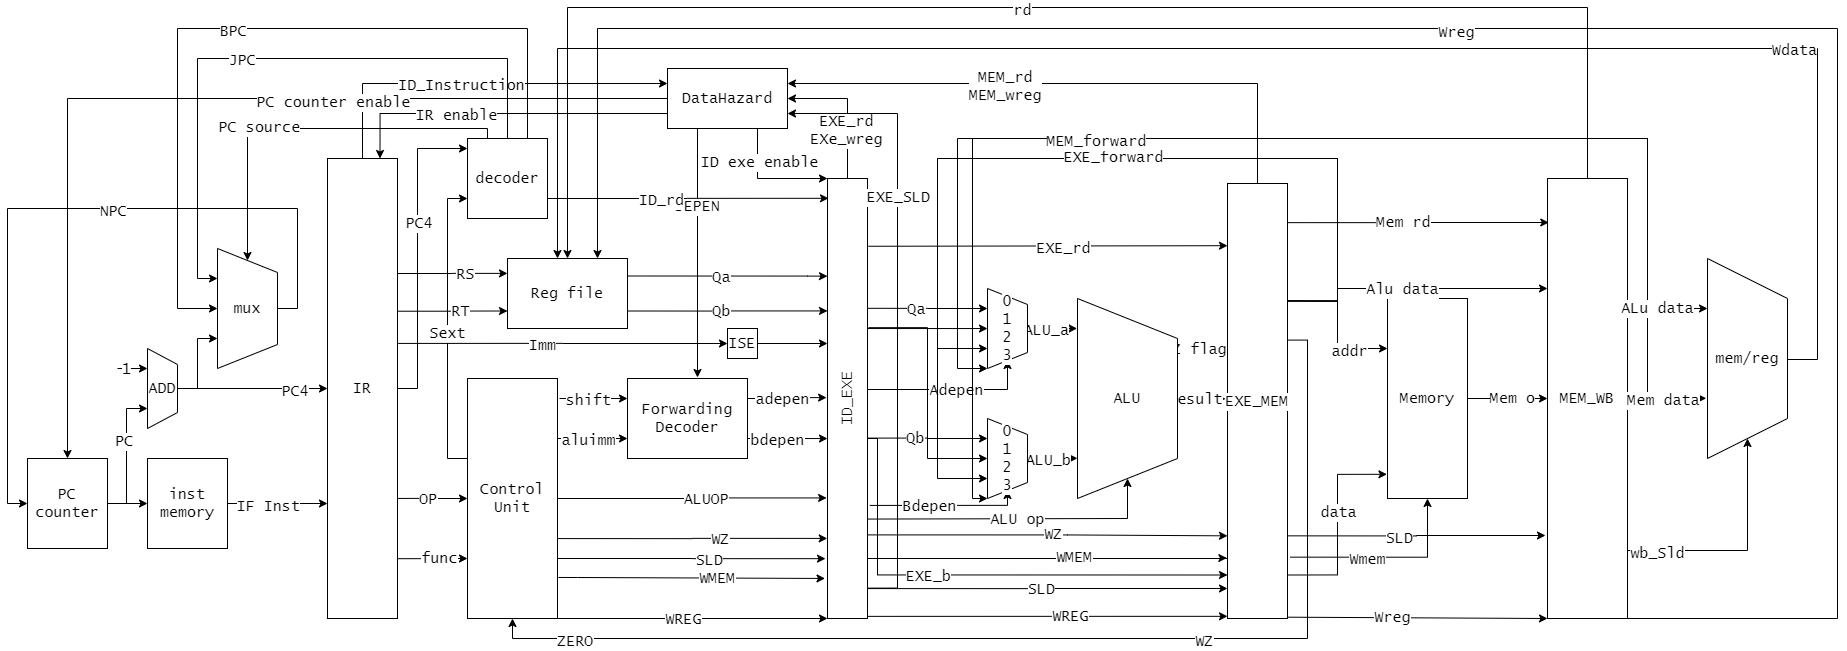 rd
BPC
Wreg
Wdata
JPC
ID_Instruction
MEM_rd
MEM_wreg
DataHazard
PC counter enable
IR enable
PC source
EXE_rd
EXe_wreg
MEM_forward
EXE_forward
ID exe enable
decoder
ID_rd
EPEN
EXE_SLD
NPC
PC4
Mem rd
EXE_rd
RS
Qa
Reg file
Alu data
mux
RT
Qb
Qa
0
1
2
3
ALU_a
ALu data
Sext
Imm
ISE
flag
addr
mem/reg
-1
ADD
PC4
IR
Adepen
shift
adepen
Forwarding
Decoder
ID_EXE
ALU
esult
EXE_MEM
Memory
Mem o
MEM_WB
Mem data
PC
aluimm
bdepen
Qb
0
1
2
3
ALU_b
PC
counter
inst
memory
IF Inst
OP
Control
Unit
ALUOP
Bdepen
ALU op
data
WZ
WZ
SLD
func
SLD
WMEM
Wmem
wb_Sld
WMEM
EXE_b
SLD
WREG
WREG
Wreg
ZERO
WZ